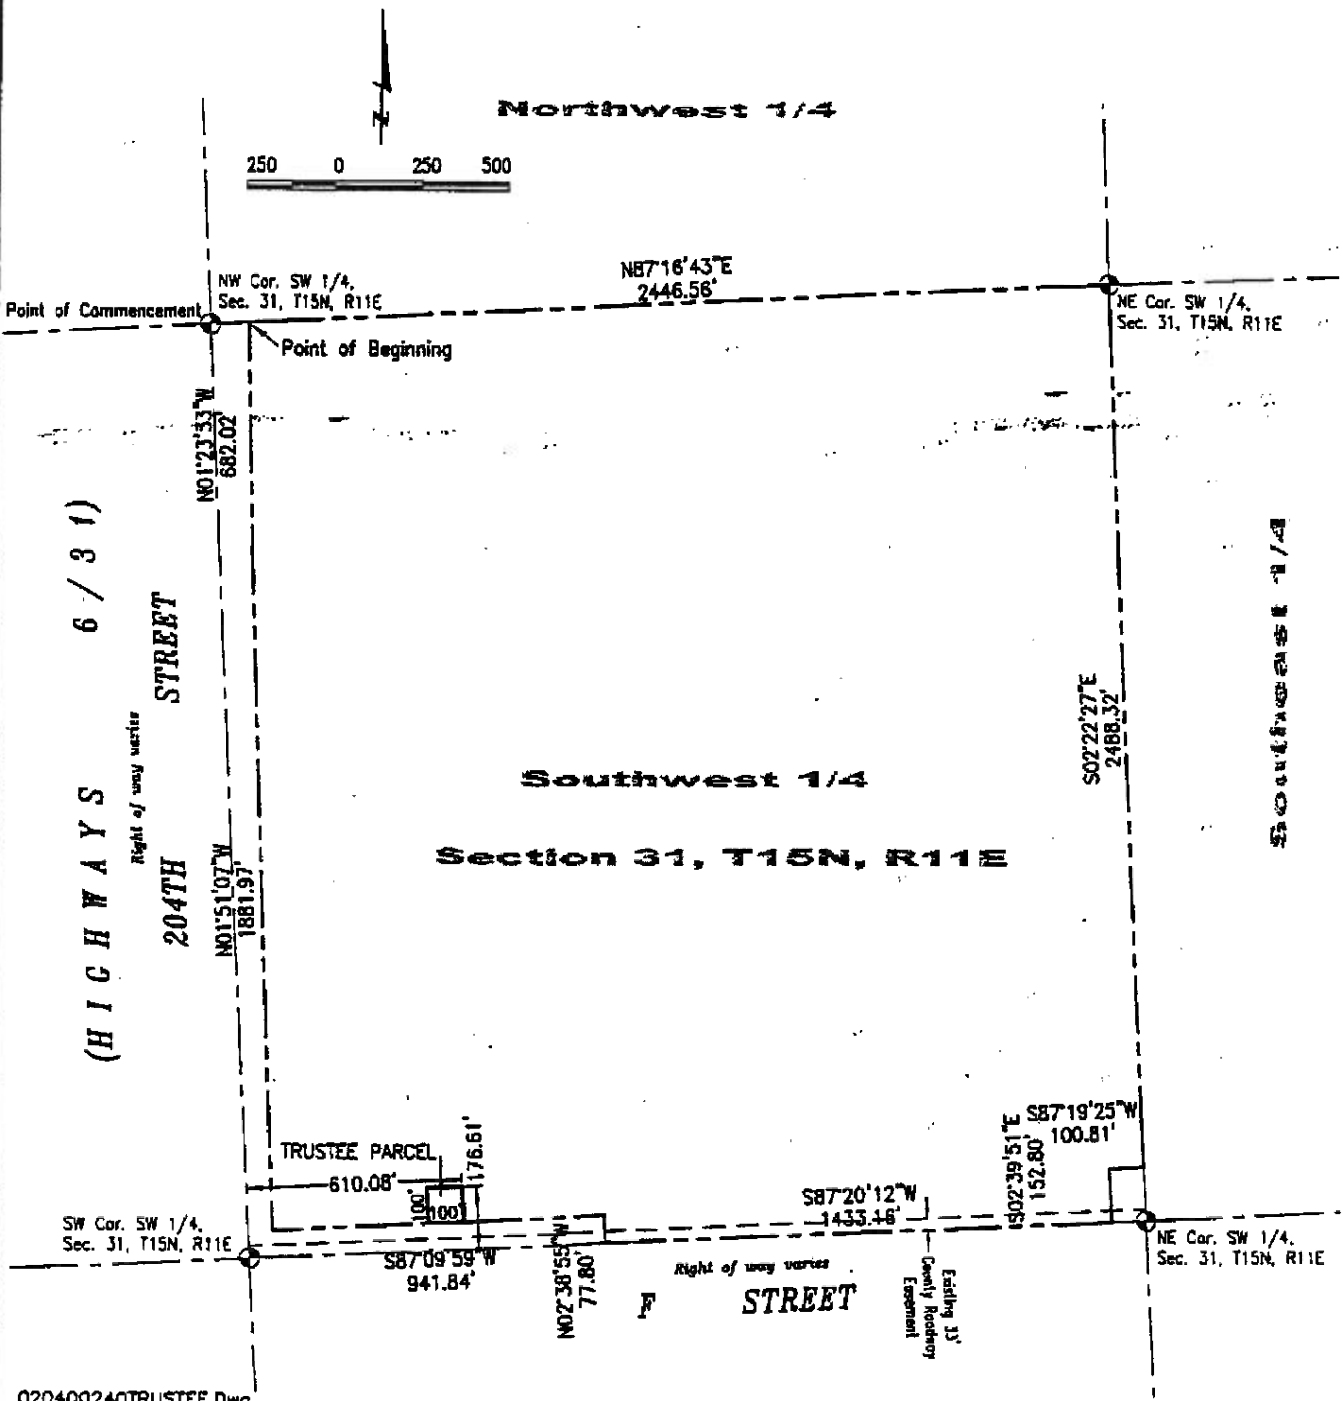 Northwest 1/4
N
250 0 250 500
N87°16'43"E
2446.56'
NW Cor. SW 1/4,
Sec. 31, T15N, R11E
Point of Commencement
Point of Beginning
NE Cor. SW 1/4,
Sec. 31, T15N, R11E
N01°23'33"W
682.02'
(HIGHWAYS 6/31)
Right of way varies
204TH STREET
N01°51'07"W
1881.97'
S02°22'27"E
2488.32'
Southeast 1/4
Southwest 1/4
Section 31, T15N, R11E
TRUSTEE PARCEL
610.08'
176.61'
100'
100'
S87°19'25"W
100.81'
S02°39'51"E
152.80'
S87°20'12"W
1433.16'
SW Cor. SW 1/4,
Sec. 31, T15N, R11E
S87°09'59"W
941.84'
N02°38'55"W
77.80'
Right of way varies
F STREET
Existing 33'
County Roadway
Easement
NE Cor. SW 1/4,
Sec. 31, T15N, R11E
020400240TRUSTEE.Dwg